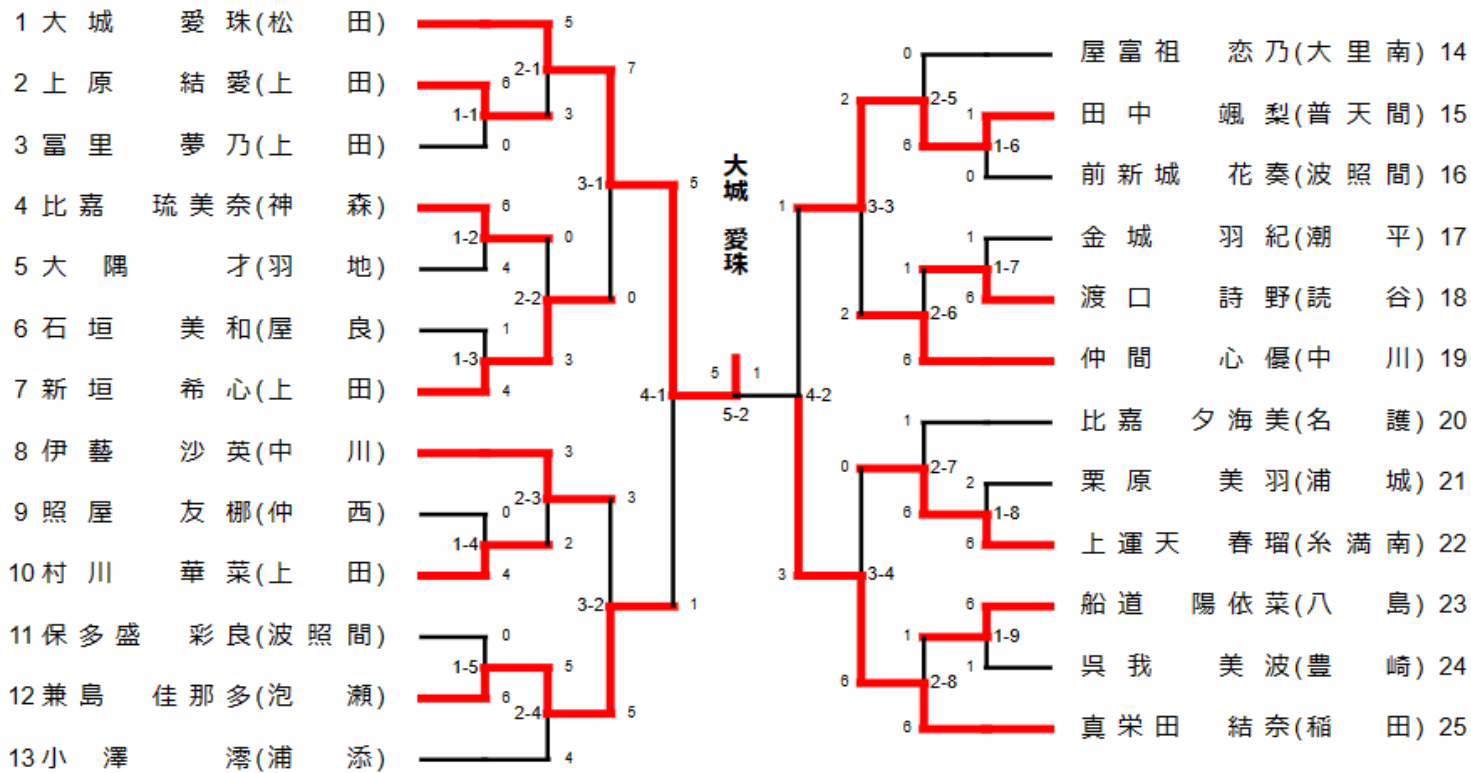 1 大城 愛珠(松 田)
5
2-1
7
2 上原 結愛(上 田)
6
1-1
3
3 冨里 夢乃(上 田)
0
3-1
5
4 比嘉 琉美奈(神 森)
6
1-2
0
5 大隅 才(羽 地)
4
2-2
0
6 石垣 美和(屋 良)
1
1-3
3
7 新垣 希心(上 田)
4
4-1
8 伊藝 沙英(中 川)
3
2-3
3
9 照屋 友梛(仲 西)
0
1-4
2
10 村川 華菜(上 田)
4
3-2
1
11 保多盛 彩良(波照間)
0
1-5
5
12 兼島 佳那多(泡 瀬)
6
2-4
5
13 小澤 澪(浦 添)
4
大城 愛珠
5
1
5-2
4-2
0
屋富祖 恋乃(大里南) 14
2
2-5
1
田中 颯梨(普天間) 15
6
1-6
0
前新城 花奏(波照間) 16
1
3-3
1
金城 羽紀(潮 平) 17
1
1-7
6
渡口 詩野(読 谷) 18
2
2-6
6
仲間 心優(中 川) 19
1
比嘉 夕海美(名 護) 20
0
2-7
2
栗原 美羽(浦 城) 21
6
1-8
6
上運天 春瑠(糸満南) 22
3
3-4
6
船道 陽依菜(八 島) 23
1
1-9
1
呉我 美波(豊 崎) 24
6
2-8
6
真栄田 結奈(稲 田) 25